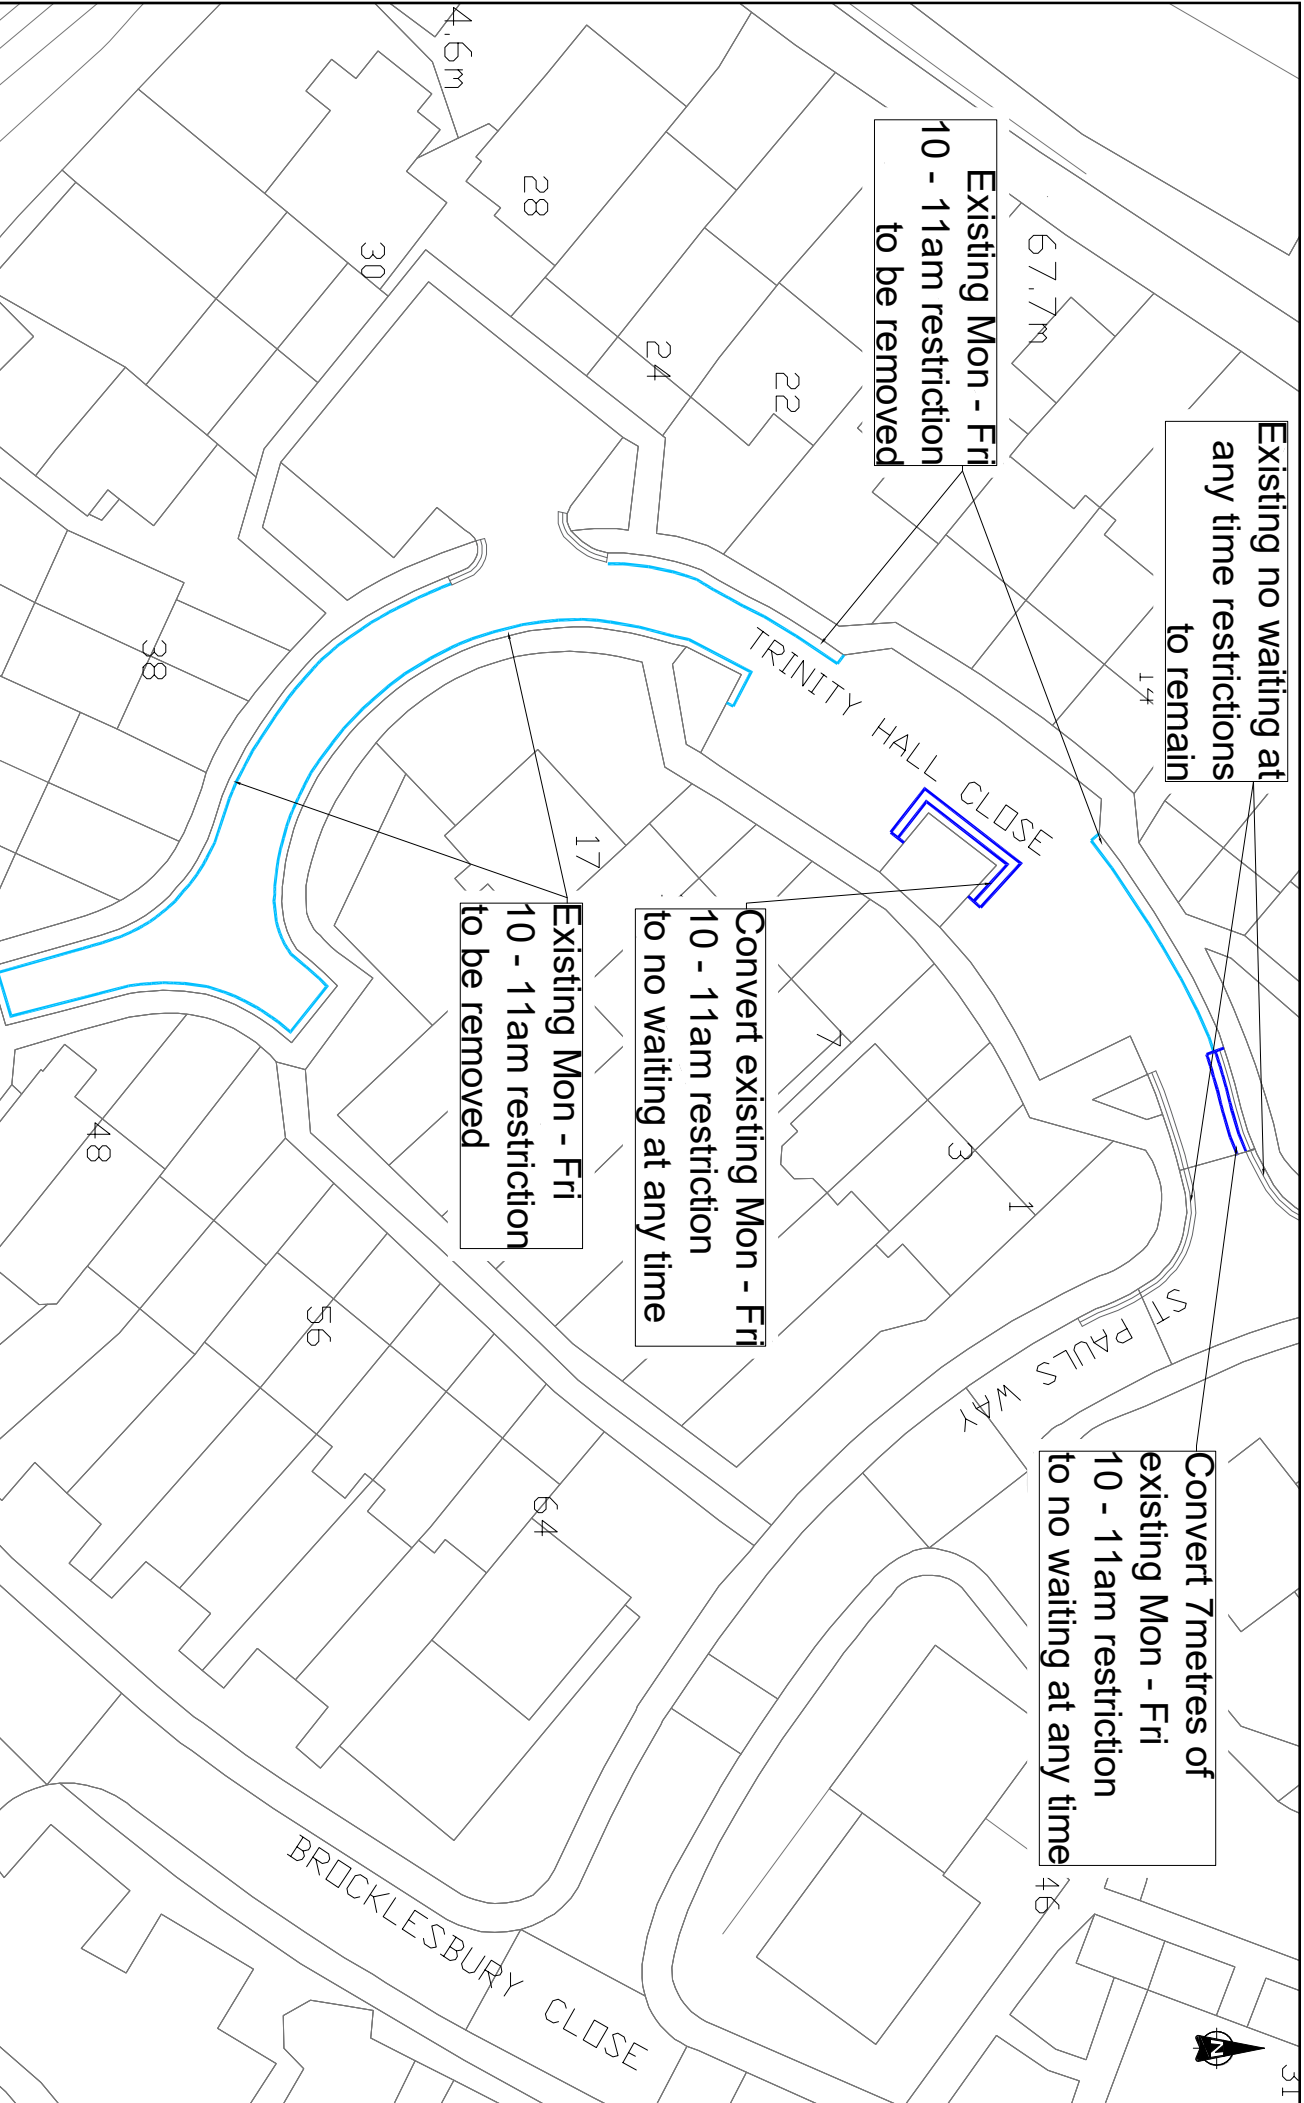 Existing no waiting at
any time restrictions
to remain
Existing Mon - Fri
10 - 11am restriction
to be removed
Convert 7metres of
existing Mon - Fri
10 - 11am restriction
to no waiting at any time
Convert existing Mon - Fri
10 - 11am restriction
to no waiting at any time
Existing Mon - Fri
10 - 11am restriction
to be removed
TRINITY HALL CLOSE
ST PAULS WAY
BROCKLESBURY CLOSE
67.7m
4.6m
14
22
24
28
30
38
17
7
3
1
48
56
64
46
31
N